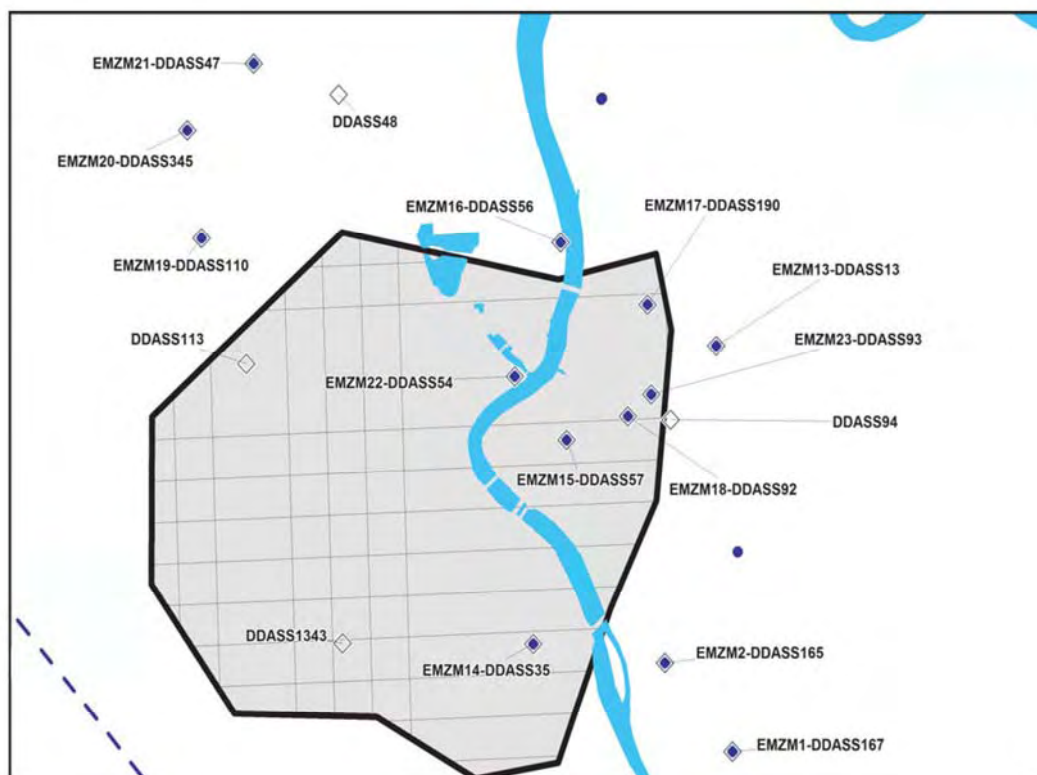 EMZM21-DDASS47
DDASS48
EMZM20-DDASS345
EMZM16-DDASS56
EMZM17-DDASS190
EMZM19-DDASS110
EMZM13-DDASS13
EMZM23-DDASS93
DDASS113
EMZM22-DDASS54
DDASS94
EMZM15-DDASS57
EMZM18-DDASS92
DDASS1343
EMZM14-DDASS35
EMZM2-DDASS165
EMZM1-DDASS167